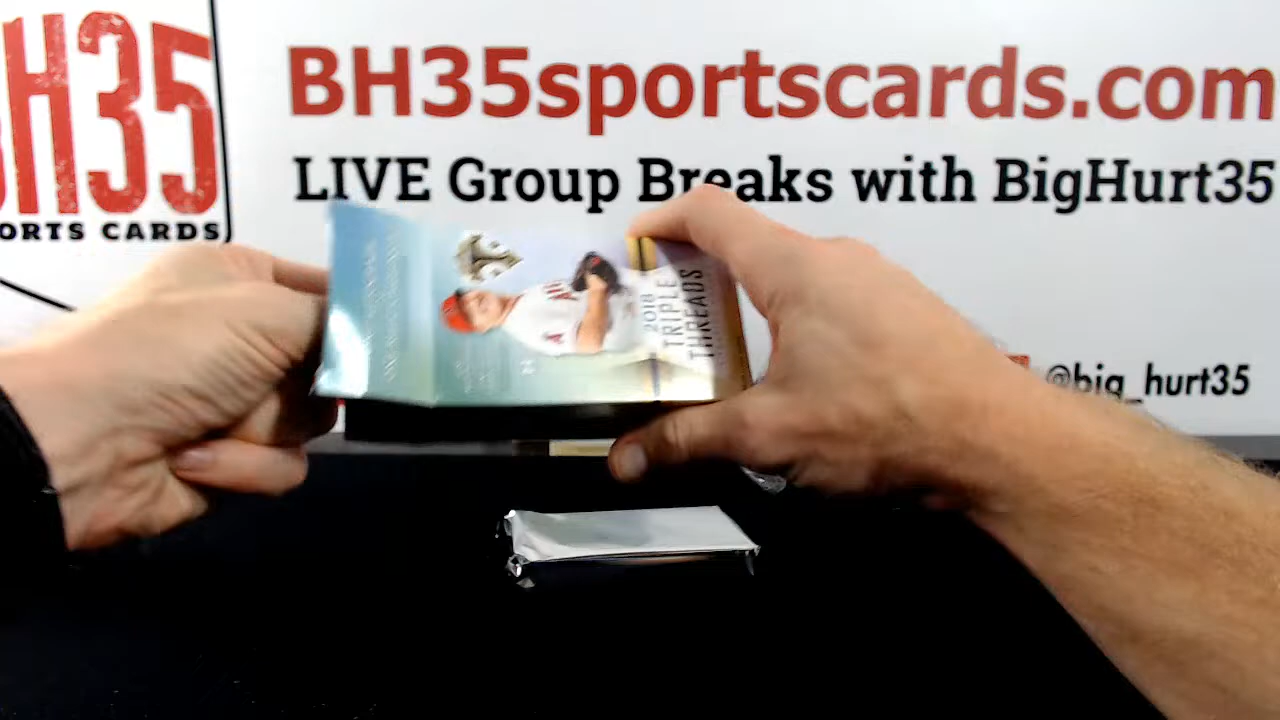 BH35
ORTS CARDS
BH35sportscards.com
LIVE Group Breaks with BigHurt35
@big_hurt35
2018
TRIPLE
THREADS